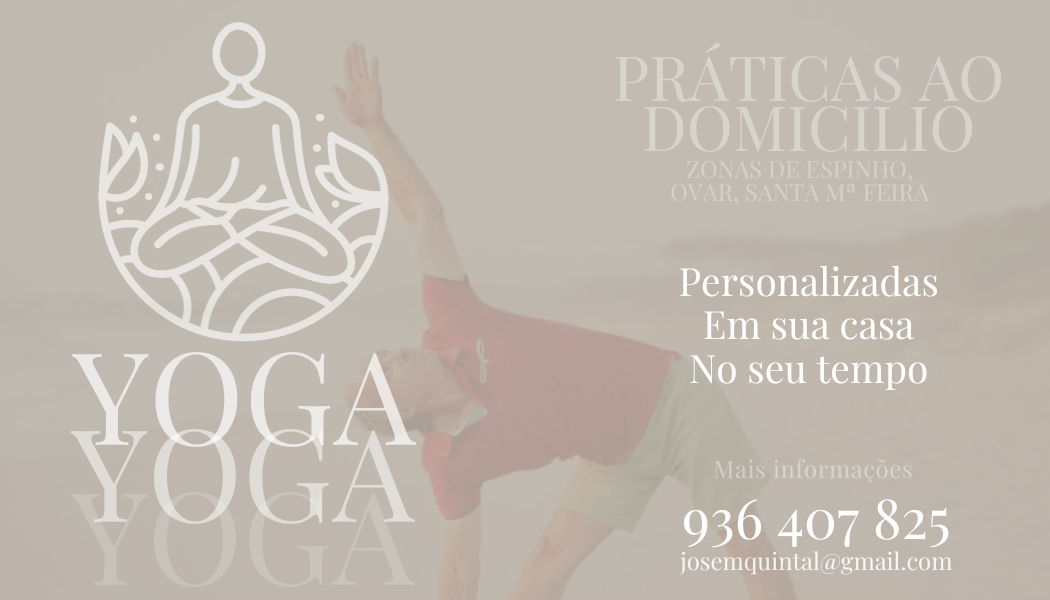 YOGA
YOGA
YOGA
PRÁTICAS AO
DOMICILIO
ZONAS DE ESPINHO,
OVAR, SANTA Mª FEIRA
Personalizadas
Em sua casa
No seu tempo
Mais informações
936 407 825
josemquintal@gmail.com